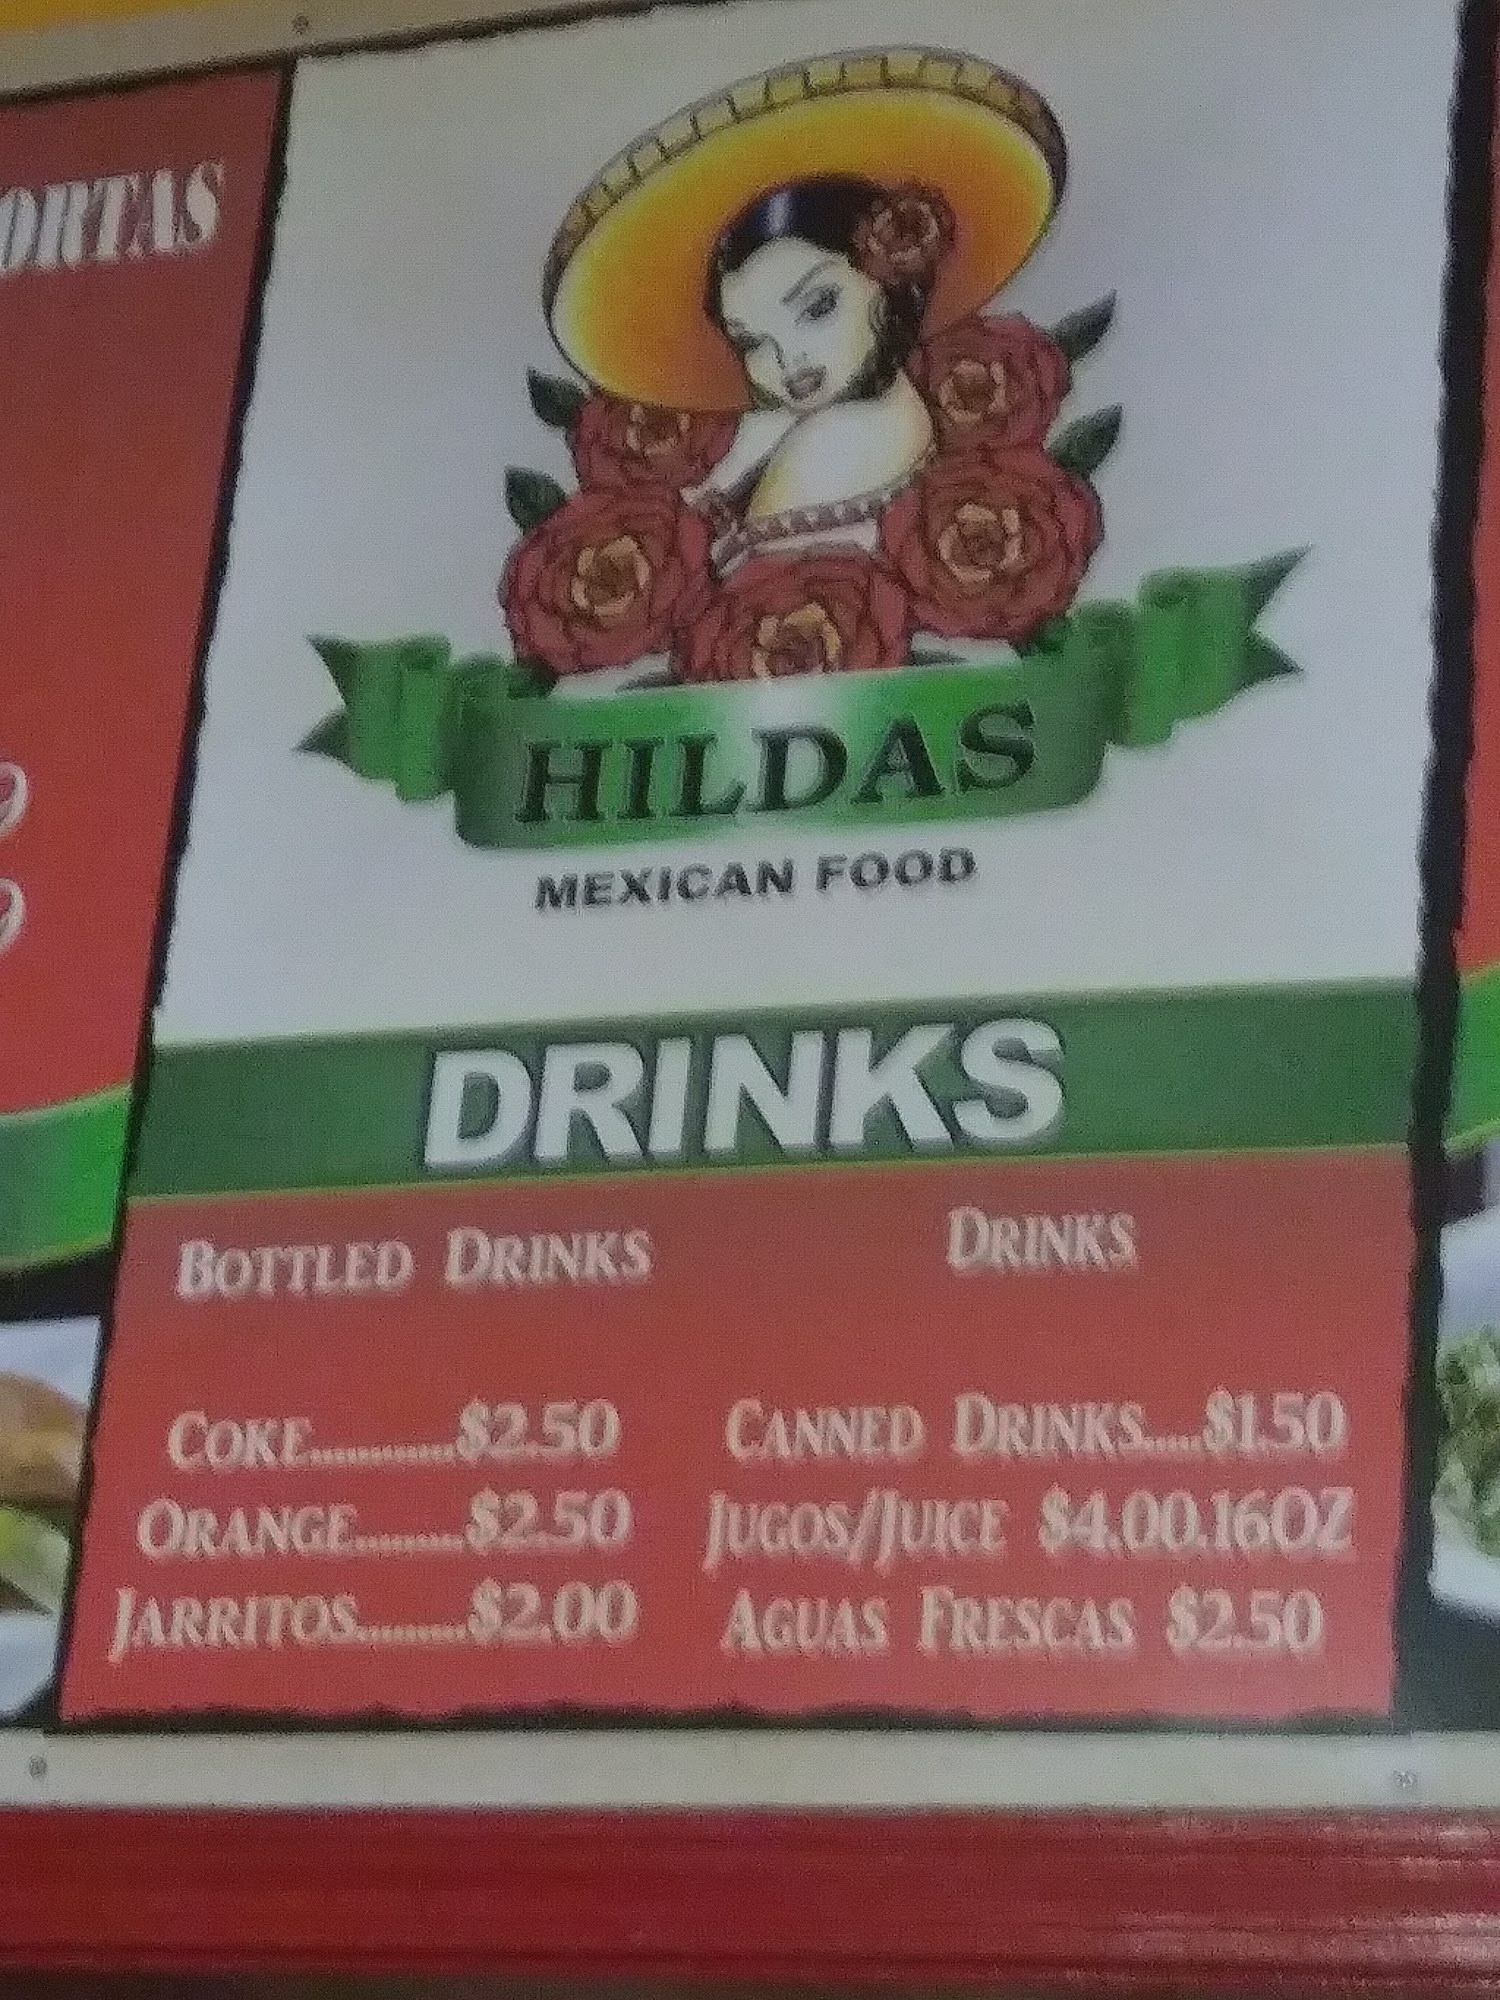 HILDAS
MEXICAN FOOD
DRINKS
BOTTLED DRINKS
COKE.............$2.50
ORANGE.........$2.50
JARRITOS.........$2.00
DRINKS
CANNED DRINKS.....$1.50
JUGOS/JUICE $4.00.16OZ
AGUAS FRESCAS $2.50